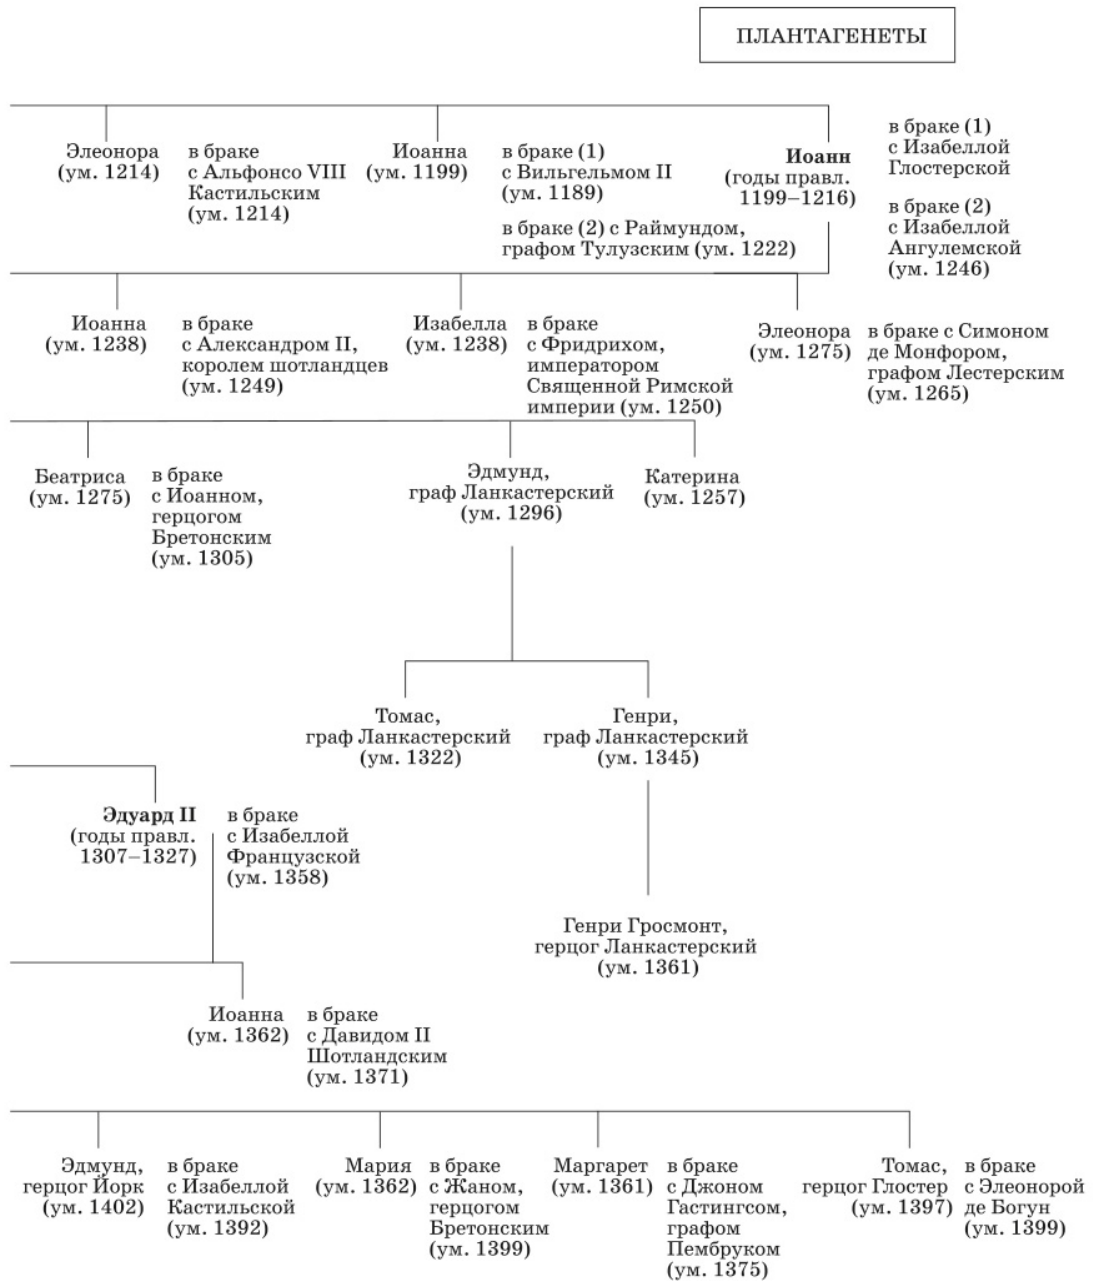 ПЛАНТАГЕНЕТЫ
Элеонора
(ум. 1214)
в браке
с Альфонсо VIII
Кастильским
(ум. 1214)
Иоанна
(ум. 1199)
в браке (1)
с Вильгельмом II
(ум. 1189)
в браке (2) с Раймундом,
графом Тулузским (ум. 1222)
Иоанн
(годы правл.
1199–1216)
в браке (1)
с Изабеллой
Глостерской
в браке (2)
с Изабеллой
Ангулемской
(ум. 1246)
Иоанна
(ум. 1238)
в браке
с Александром II,
королем шотландцев
(ум. 1249)
Изабелла
(ум. 1238)
в браке
с Фридрихом,
императором
Священной Римской
империи (ум. 1250)
Элеонора
(ум. 1275)
в браке с Симоном
де Монфором,
графом Лестерским
(ум. 1265)
Беатриса
(ум. 1275)
в браке
с Иоанном,
герцогом
Бретонским
(ум. 1305)
Эдмунд,
граф Ланкастерский
(ум. 1296)
Катерина
(ум. 1257)
Томас,
граф Ланкастерский
(ум. 1322)
Генри,
граф Ланкастерский
(ум. 1345)
Эдуард II
(годы правл.
1307–1327)
в браке
с Изабеллой
Французской
(ум. 1358)
Генри Гросмонт,
герцог Ланкастерский
(ум. 1361)
Иоанна
(ум. 1362)
в браке
с Давидом II
Шотландским
(ум. 1371)
Эдмунд,
герцог Йорк
(ум. 1402)
в браке
с Изабеллой
Кастильской
(ум. 1392)
Мария
(ум. 1362)
в браке
с Жаном,
герцогом
Бретонским
(ум. 1399)
Маргарет
(ум. 1361)
в браке
с Джоном
Гастингсом,
графом
Пембруком
(ум. 1375)
Томас,
герцог Глостер
(ум. 1397)
в браке
с Элеонорой
де Богун
(ум. 1399)